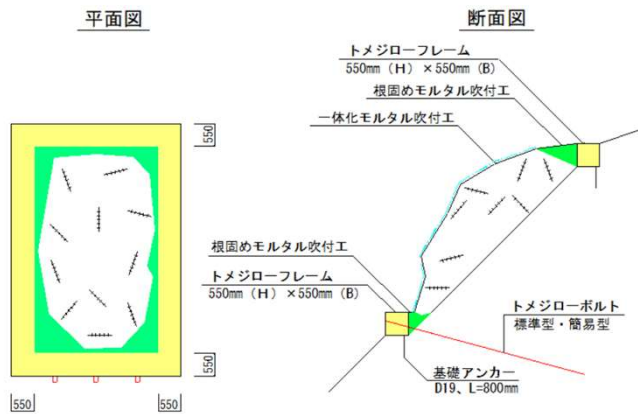 平面図
550
550
550
550
断面図
トメジローフレーム
550mm (H) ×550mm (B)
根固めモルタル吹付工
一体化モルタル吹付工
根固めモルタル吹付工
トメジローフレーム
550mm (H) ×550mm (B)
トメジローボルト
標準型・簡易型
基礎アンカー
D19、L=800mm